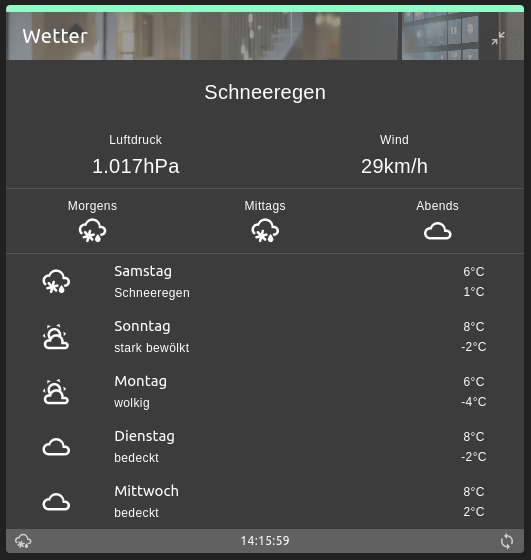 Wetter
Schneeregen
Luftdruck Wind
1.017hPa 29km/h
Morgens Mittags Abends
Samstag 6°C
Schneeregen 1°C
Sonntag 8°C
stark bewölkt -2°C
Montag 6°C
wolkig -4°C
Dienstag 8°C
bedeckt -2°C
Mittwoch 8°C
bedeckt 2°C
14:15:59